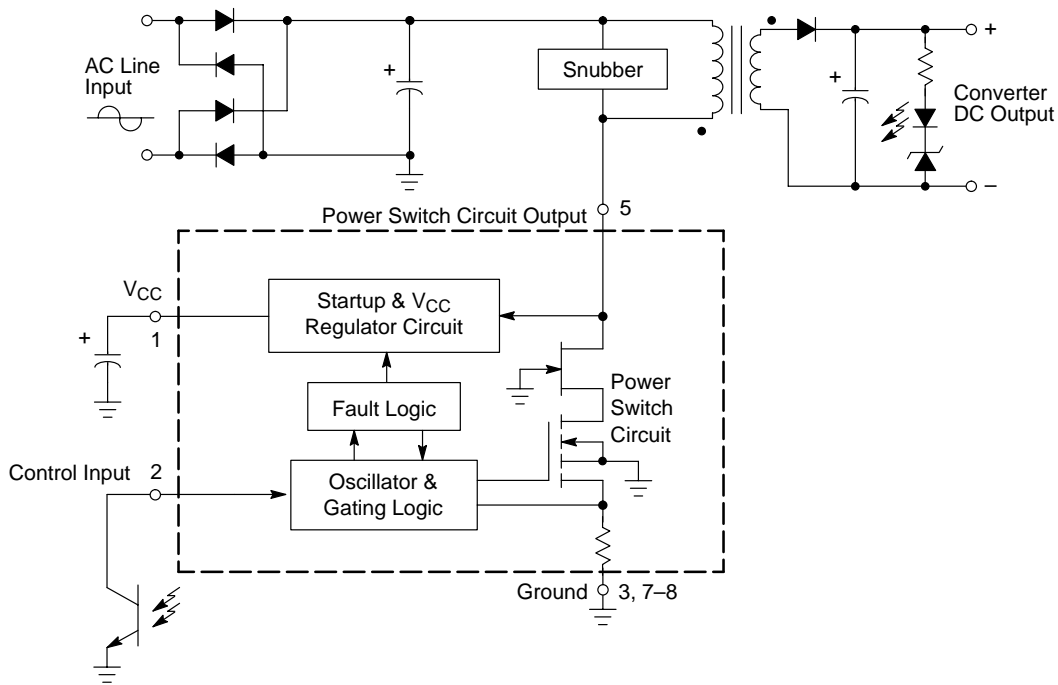 AC Line
Input
+
Snubber
+
+
Converter
DC Output
–
Power Switch Circuit Output
5
VCC
1
+
Startup & VCC
Regulator Circuit
Fault Logic
Power
Switch
Circuit
Control Input
2
Oscillator &
Gating Logic
Ground
3, 7–8